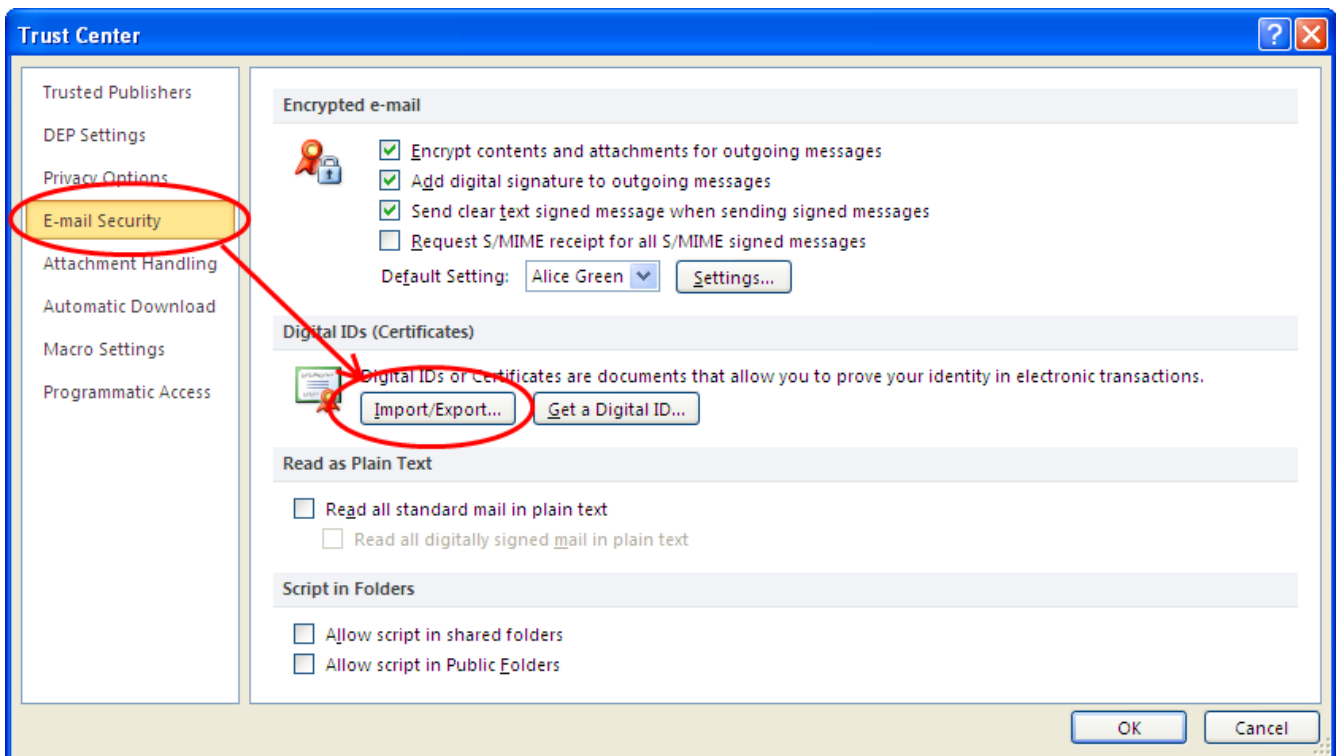 Trust Center
Trusted Publishers
DEP Settings
Privacy Options
E-mail Security
Attachment Handling
Automatic Download
Macro Settings
Programmatic Access
Encrypted e-mail
Encrypt contents and attachments for outgoing messages
Add digital signature to outgoing messages
Send clear text signed message when sending signed messages
Request S/MIME receipt for all S/MIME signed messages
Default Setting: Alice Green Settings...
Digital IDs (Certificates)
Digital IDs or Certificates are documents that allow you to prove your identity in electronic transactions.
Import/Export... Get a Digital ID...
Read as Plain Text
Read all standard mail in plain text
Read all digitally signed mail in plain text
Script in Folders
Allow script in shared folders
Allow script in Public Folders
OK Cancel